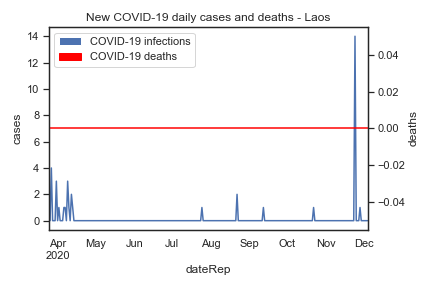 New COVID-19 daily cases and deaths - Laos
COVID-19 infections
COVID-19 deaths
14
12
10
8
6
4
2
0
cases
0.04
0.02
0.00
−0.02
−0.04
deaths
Apr May Jun Jul Aug Sep Oct Nov Dec
2020
dateRep